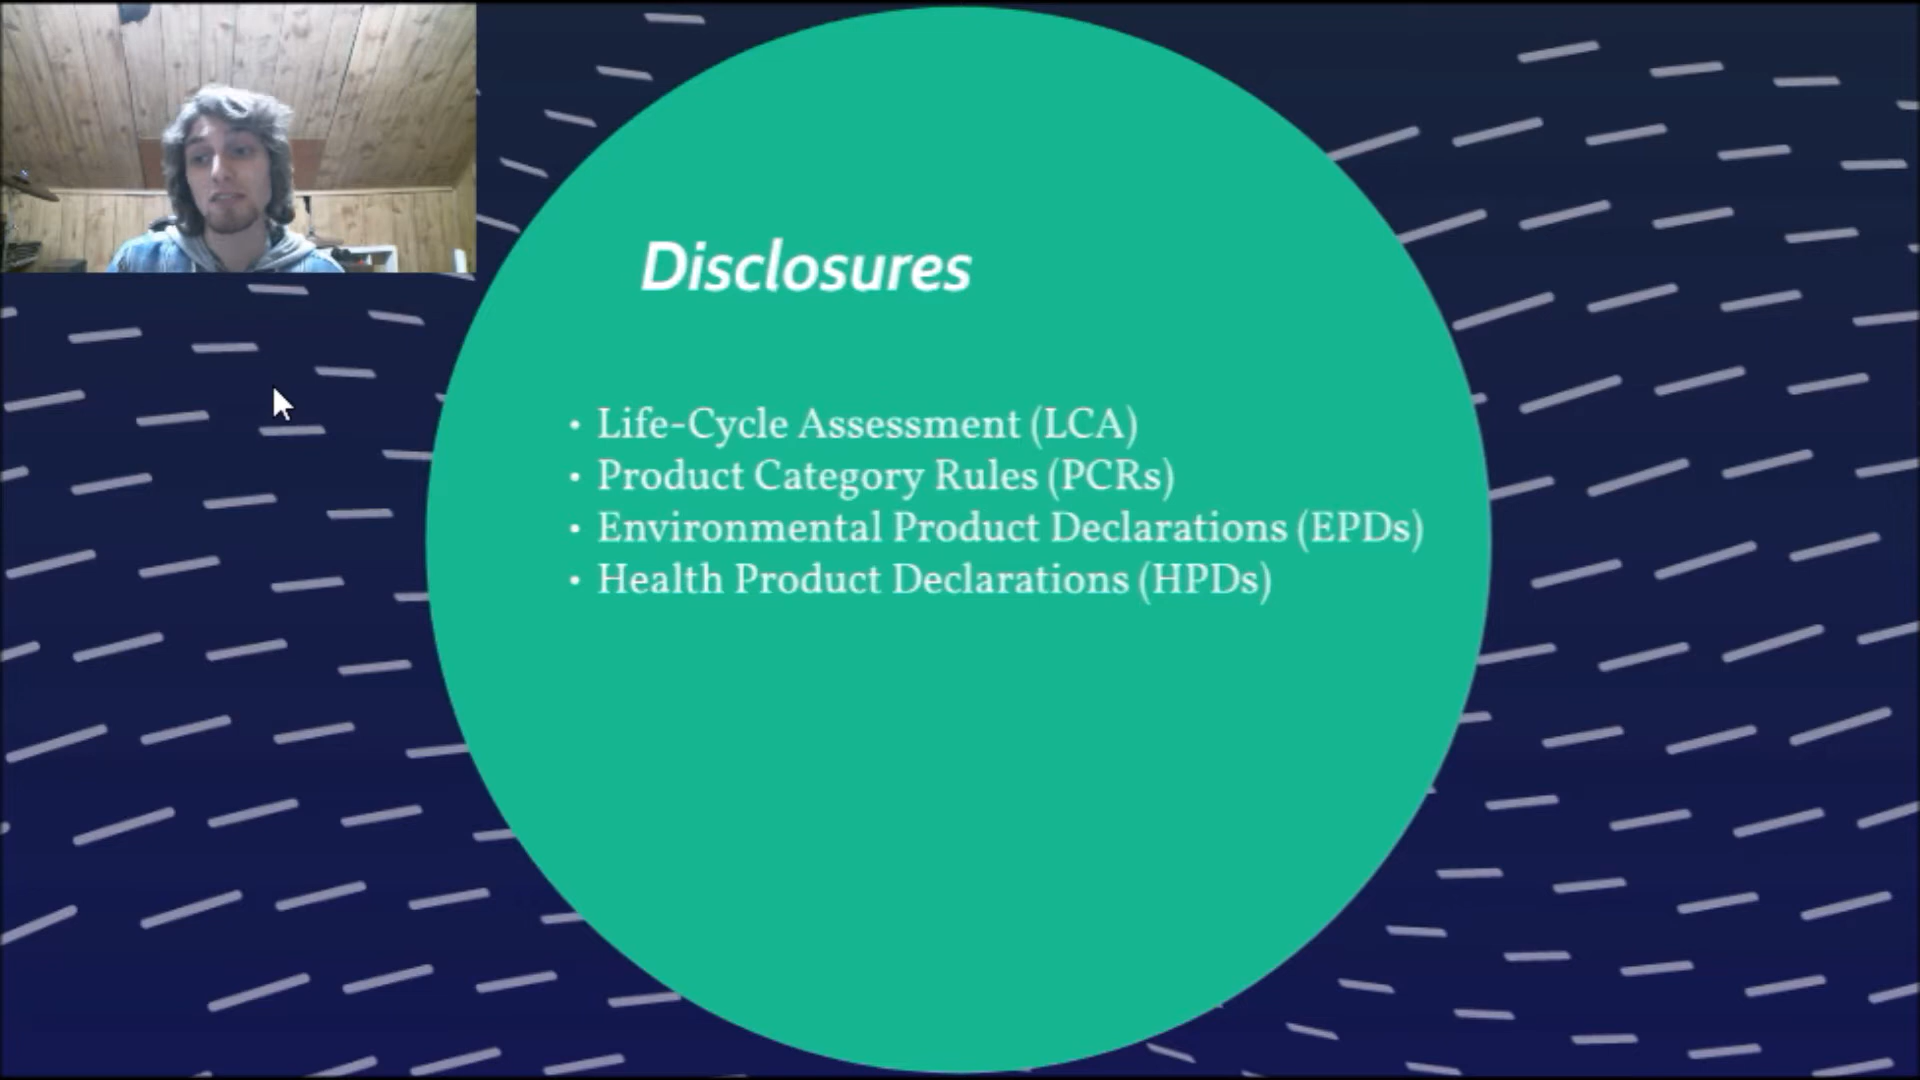 Disclosures
• Life-Cycle Assessment (LCA)
• Product Category Rules (PCRs)
• Environmental Product Declarations (EPDs)
• Health Product Declarations (HPDs)